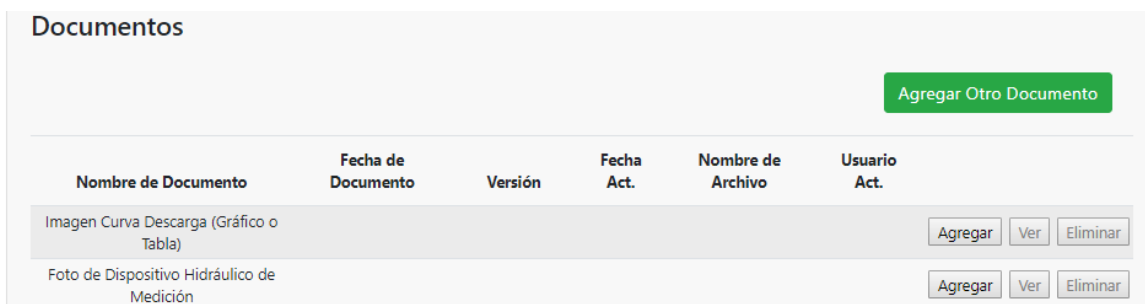 Documentos
Agregar Otro Documento
Nombre de Documento
Fecha de
Documento
Versión
Fecha
Act.
Nombre de
Archivo
Usuario
Act.
Imagen Curva Descarga (Gráfico o
Tabla)
Agregar Ver Eliminar
Foto de Dispositivo Hidráulico de
Medición
Agregar Ver Eliminar